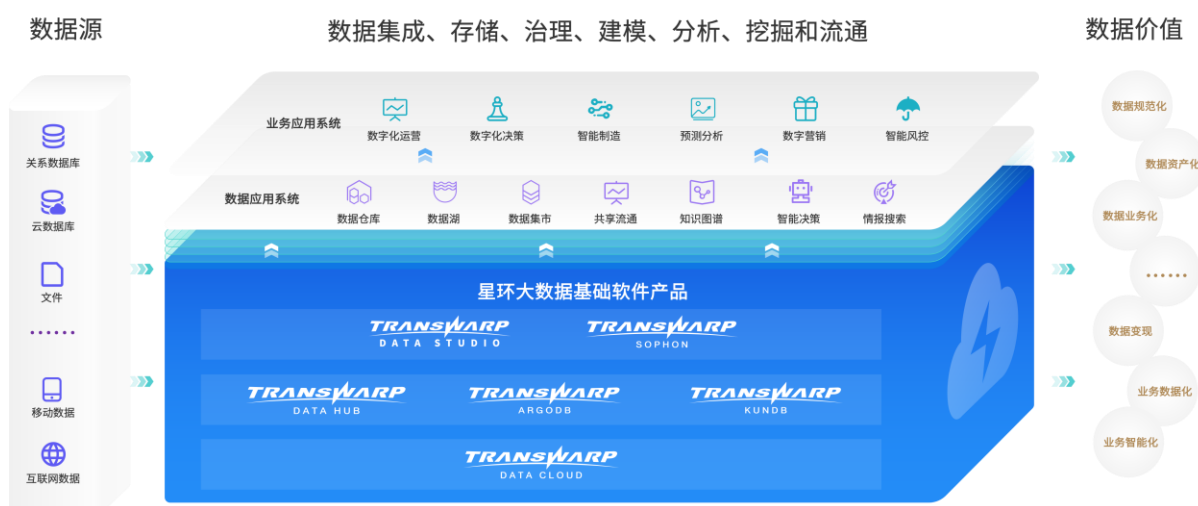 数据源
数据集成、存储、治理、建模、分析、挖掘和流通
数据价值
关系数据库
云数据库
文件
......
移动数据
互联网数据
业务应用系统
数字化运营
数字化决策
智能制造
预测分析
数字营销
智能风控
数据应用系统
数据仓库
数据湖
数据集市
共享流通
知识图谱
智能决策
情报搜索
星环大数据基础软件产品
TRANSWARP
DATA STUDIO
TRANSWARP
SOPHON
TRANSWARP
DATA HUB
TRANSWARP
ARGODB
TRANSWARP
KUNDB
TRANSWARP
DATA CLOUD
数据规范化
数据资产化
数据业务化
......
数据变现
业务数据化
业务智能化